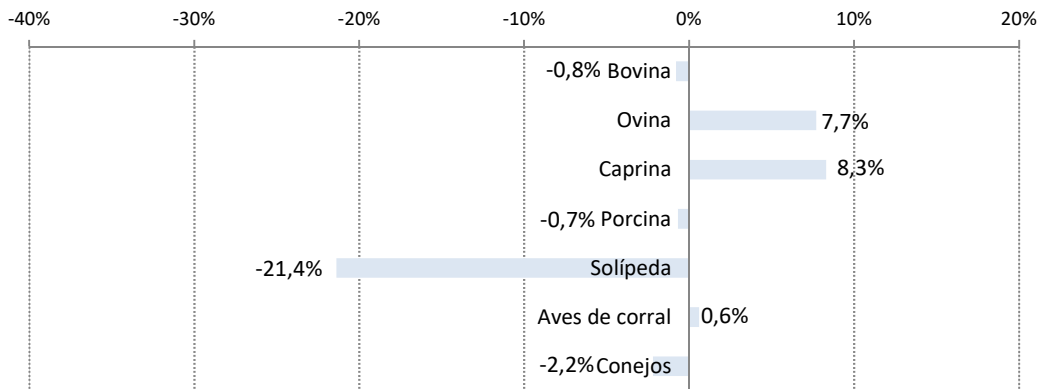 -40% -30% -20% -10% 0% 10% 20%
-0,8% Bovina
Ovina 7,7%
Caprina 8,3%
-0,7% Porcina
-21,4% Solípeda
Aves de corral 0,6%
-2,2% Conejos